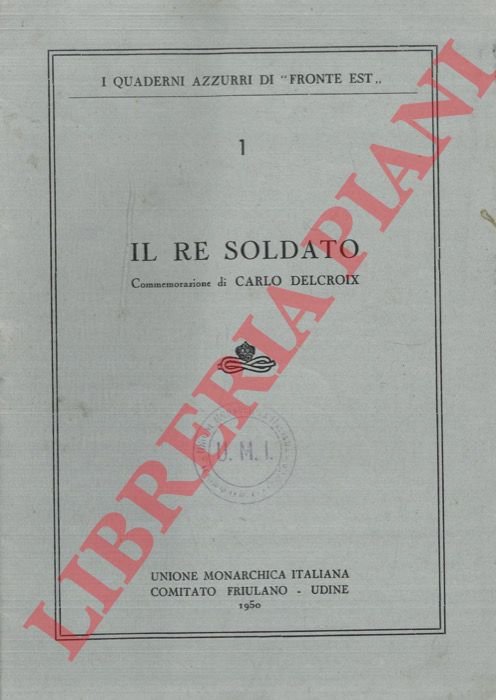 I QUADERNI AZZURRI DI "FRONTE EST„
1
IL RE SOLDATO
Commemorazione di CARLO DELCROIX
U. M. I.
UNIONE MONARCHICA ITALIANA
COMITATO FRIULANO - UDINE
1950
LIBRERIA PIANI